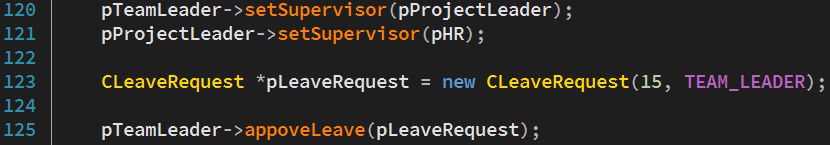 120 pTeamLeader->setSupervisor(pProjectLeader);
121 pProjectLeader->setSupervisor(pHR);
122
123 CLeaveRequest *pLeaveRequest = new CLeaveRequest(15, TEAM_LEADER);
124
125 pTeamLeader->appoveLeave(pLeaveRequest);